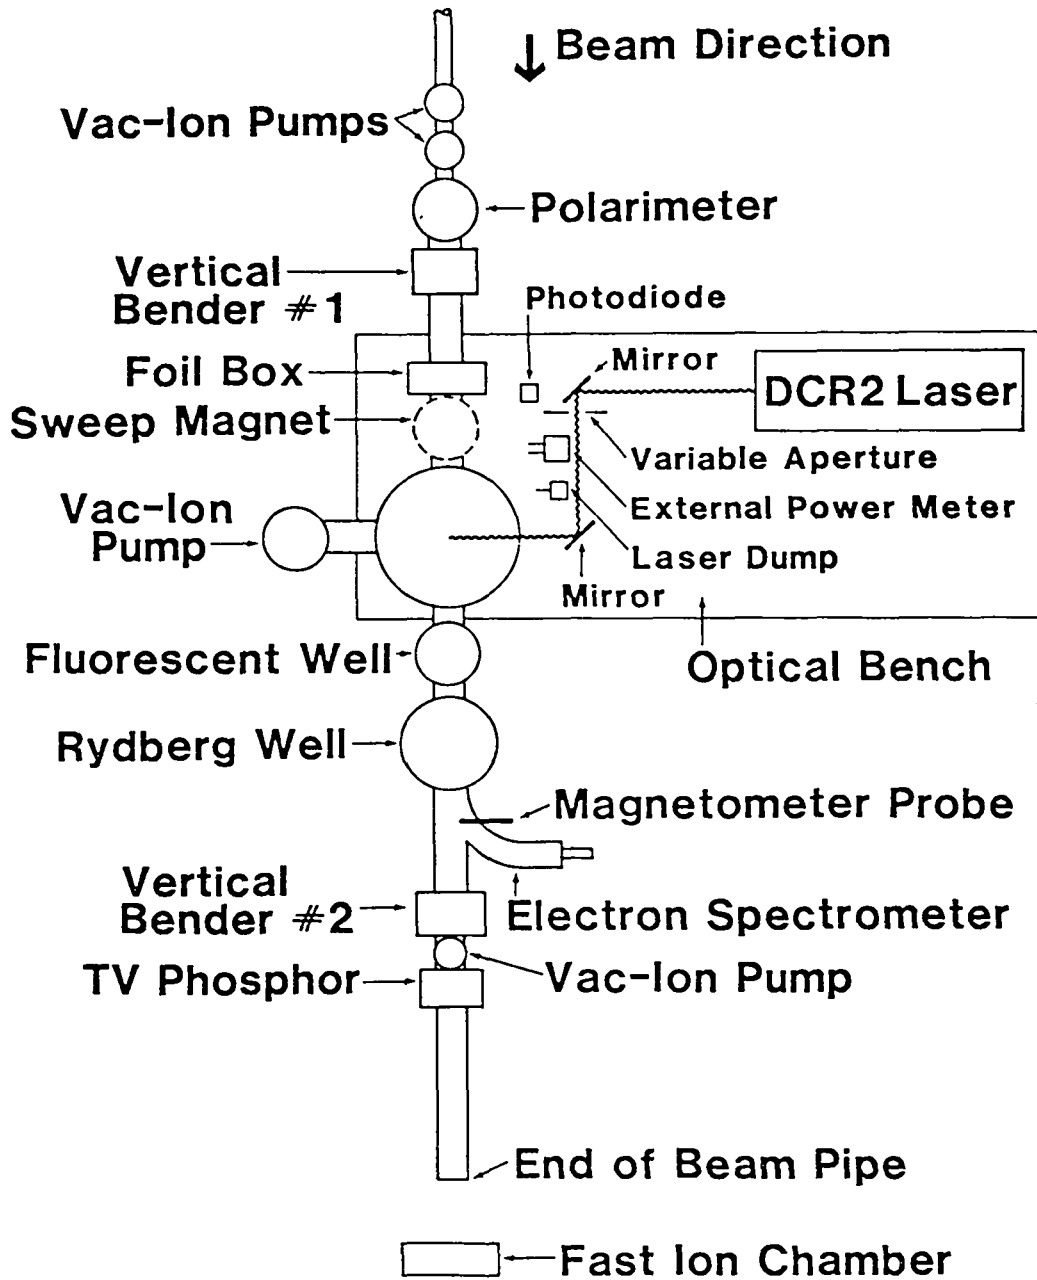 Beam Direction
Vac-Ion Pumps
Polarimeter
Vertical
Bender #1
Photodiode
Foil Box
Mirror
DCR2 Laser
Sweep Magnet
Variable Aperture
Vac-Ion
Pump
External Power Meter
Laser Dump
Mirror
Fluorescent Well
Optical Bench
Rydberg Well
Magnetometer Probe
Vertical
Bender #2
Electron Spectrometer
TV Phosphor
Vac-Ion Pump
End of Beam Pipe
Fast Ion Chamber